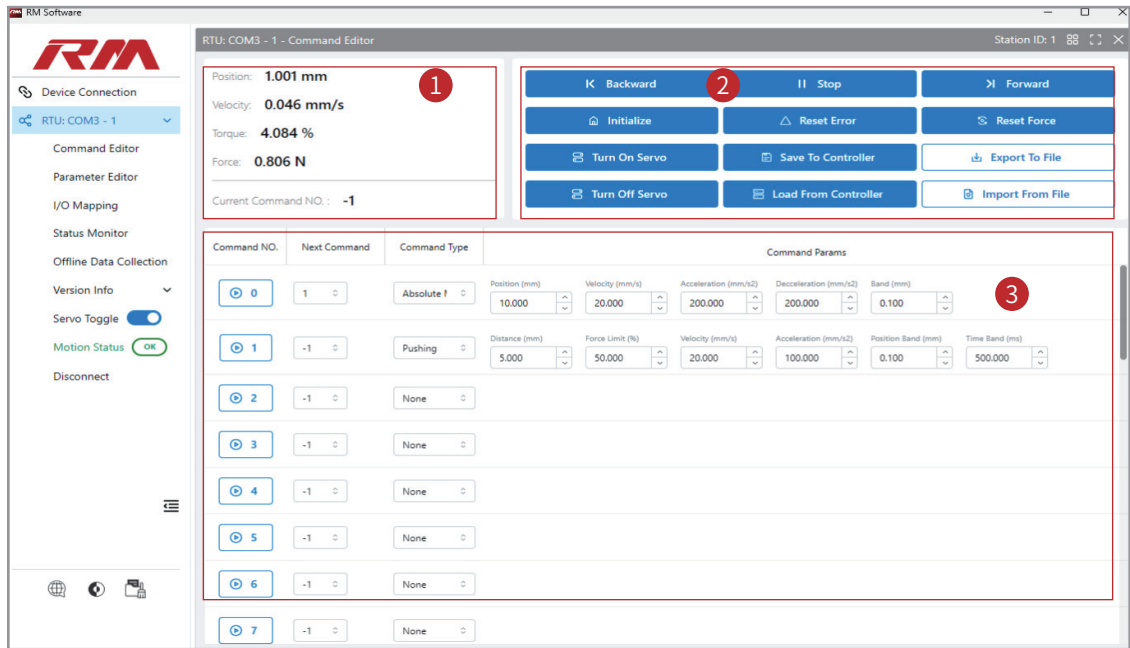 RM Software
RM
Device Connection
RTU: COM3 - 1
Command Editor
Parameter Editor
I/O Mapping
Status Monitor
Offline Data Collection
Version Info
Servo Toggle
Motion Status OK
Disconnect
RTU: COM3 - 1 - Command Editor
Station ID: 1
Position: 1.001 mm
Velocity: 0.046 mm/s
Torque: 4.084 %
Force: 0.806 N
Current Command NO. : -1
1
Backward
2
Stop
Forward
Initialize
Reset Error
Reset Force
Turn On Servo
Save To Controller
Export To File
Turn Off Servo
Load From Controller
Import From File
Command NO. Next Command Command Type Command Params
3
Position (mm) Velocity (mm/s) Acceleration (mm/s2) Decceleration (mm/s2) Band (mm)
0 1 Absolute 10.000 20.000 200.000 200.000 0.100
Distance (mm) Force Limit (%) Velocity (mm/s) Acceleration (mm/s2) Position Band (mm) Time Band (ms)
1 -1 Pushing 5.000 50.000 20.000 100.000 0.100 500.000
2 -1 None
3 -1 None
4 -1 None
5 -1 None
6 -1 None
7 -1 None